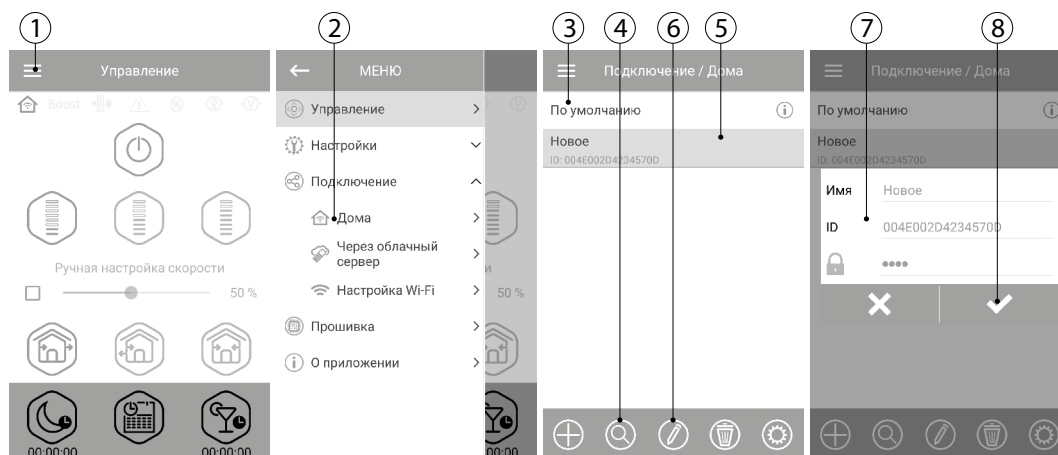 1 2 3 4 6 5 7 8
Управление
Boost
Ручная настройка скорости
50 %
00:00:00 00:00:00
МЕНЮ
Управление
Настройки
Подключение
Дома
Через облачный
сервер
Настройка Wi-Fi
Прошивка
О приложении
и
50 %
00:00
Подключение / Дома
По умолчанию
Новое
ID: 004E002D4234570D
Подключение / Дома
По умолчанию
Новое
ID: 004E002D4234570D
Имя Новое
ID 004E002D4234570D